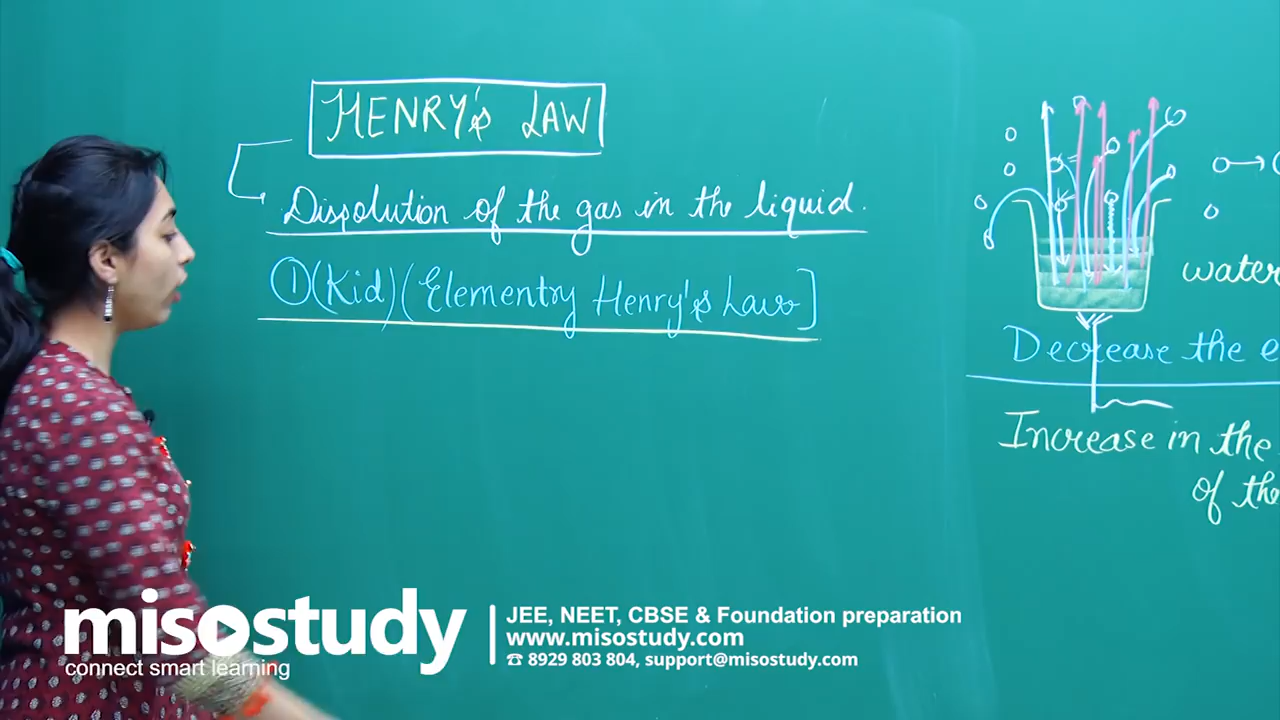 HENRY's LAW
Dissolution of the gas in the liquid.
① (Kid) (Elementry Henry's Law]
water
Decrease the e
Increase in the
of the
misostudy
connect smart learning
JEE, NEET, CBSE & Foundation preparation
www.misostudy.com
☎ 8929 803 804, support@misostudy.com